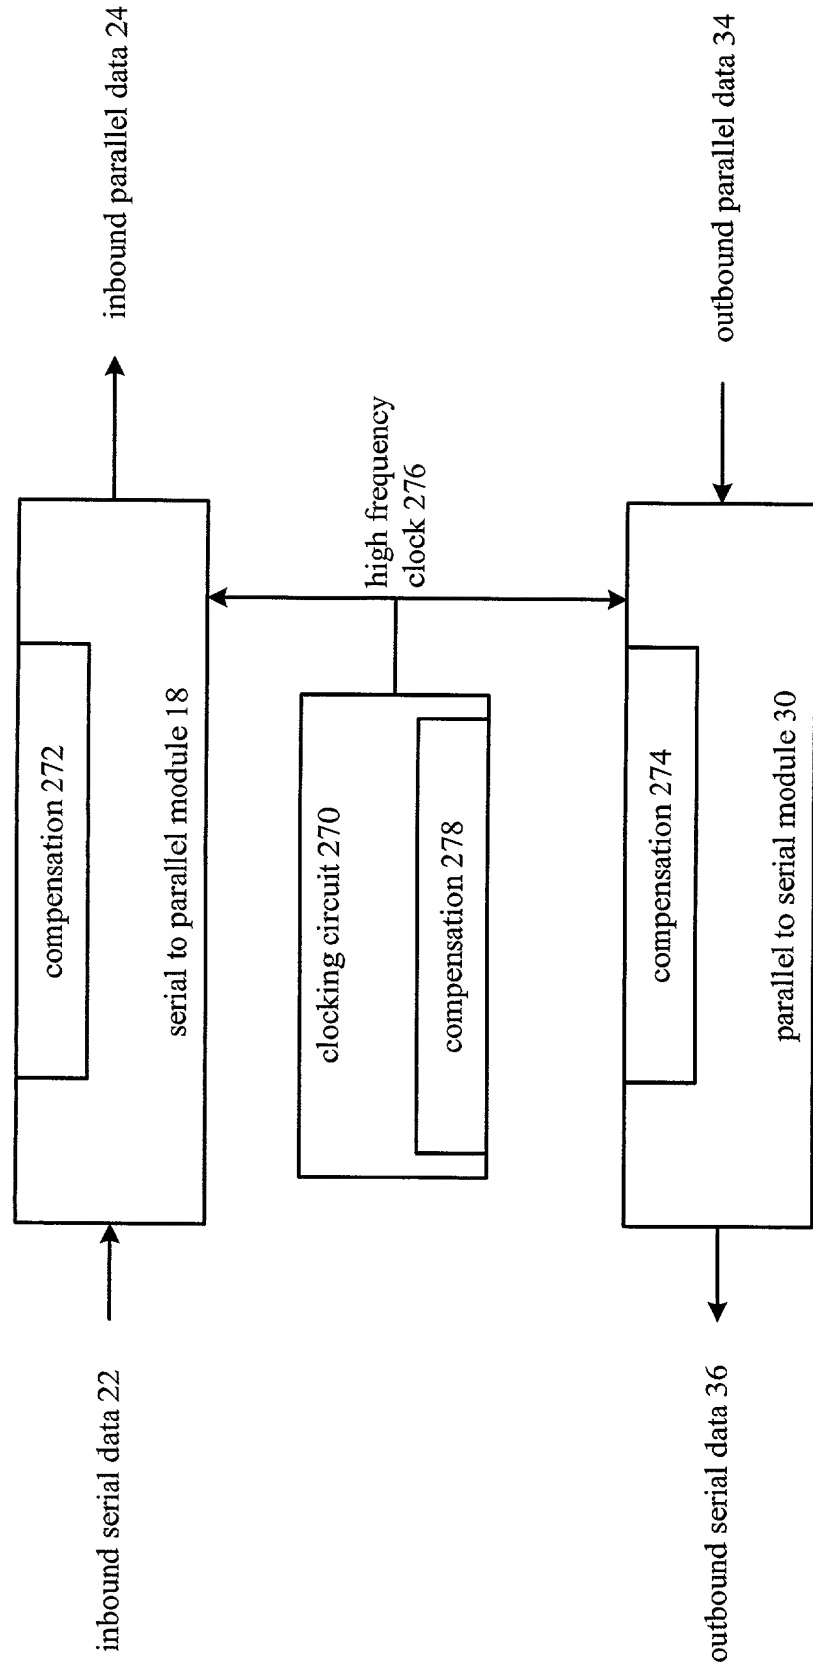 inbound serial data 22
compensation 272
serial to parallel module 18
inbound parallel data 24
clocking circuit 270
compensation 278
high frequency
clock 276
outbound serial data 36
compensation 274
parallel to serial module 30
outbound parallel data 34